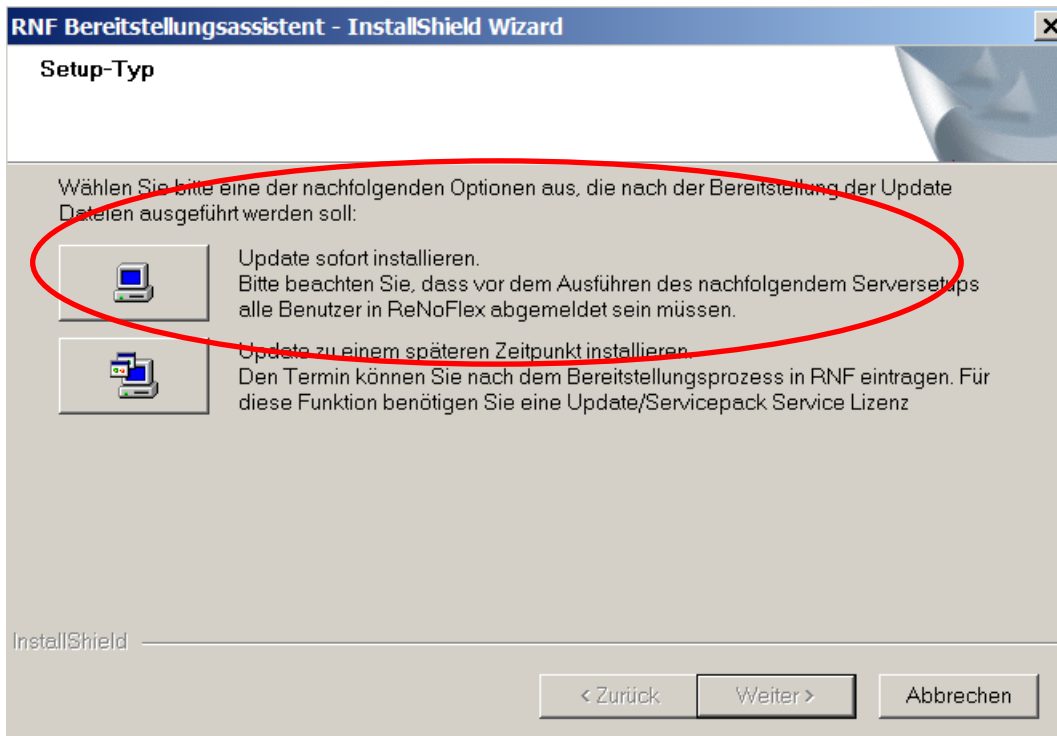 RNF Bereitstellungsassistent - InstallShield Wizard
Setup-Typ
Wählen Sie bitte eine der nachfolgenden Optionen aus, die nach der Bereitstellung der Update
Dateien ausgeführt werden soll:
Update sofort installieren.
Bitte beachten Sie, dass vor dem Ausführen des nachfolgendem Serversetups
alle Benutzer in ReNoFlex abgemeldet sein müssen.
Update zu einem späteren Zeitpunkt installieren.
Den Termin können Sie nach dem Bereitstellungsprozess in RNF eintragen. Für
diese Funktion benötigen Sie eine Update/Servicepack Service Lizenz
InstallShield
< Zurück Weiter > Abbrechen